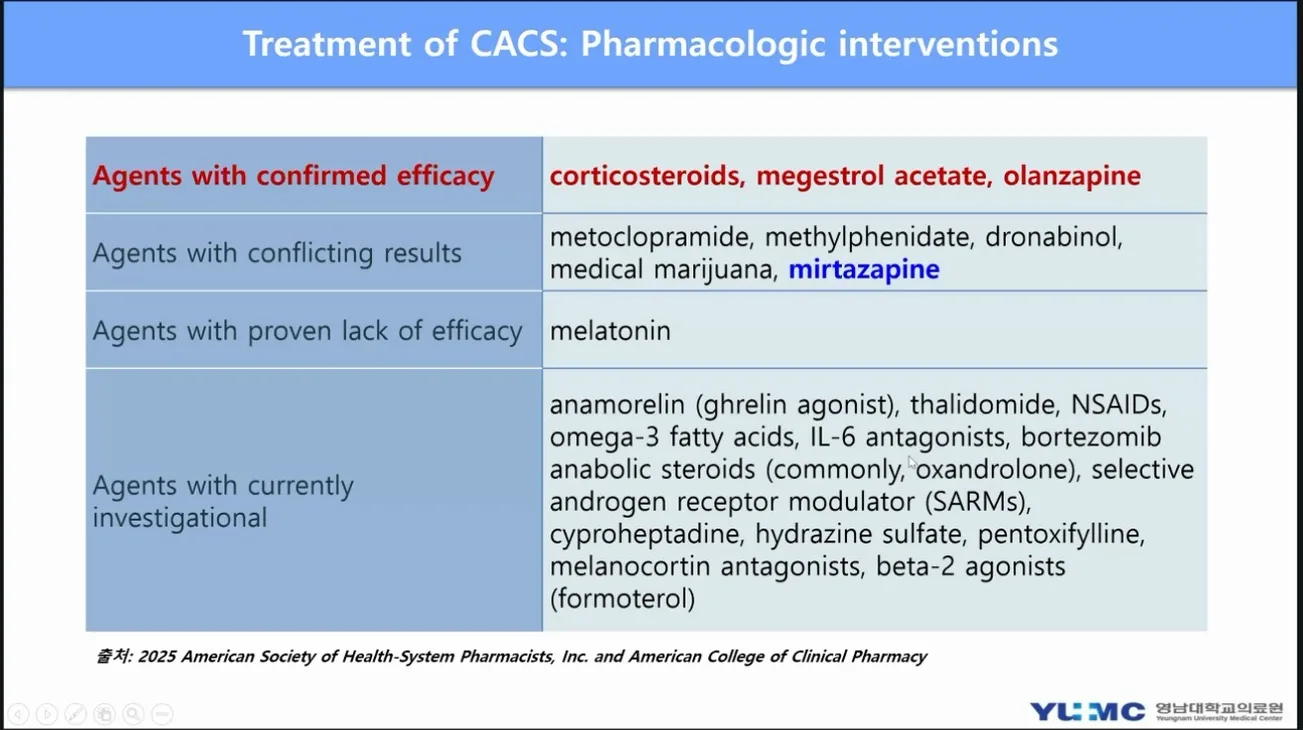 Treatment of CACS: Pharmacologic interventions
Agents with confirmed efficacy
corticosteroids, megestrol acetate, olanzapine
Agents with conflicting results
metoclopramide, methylphenidate, dronabinol,
medical marijuana, mirtazapine
Agents with proven lack of efficacy
melatonin
Agents with currently
investigational
anamorelin (ghrelin agonist), thalidomide, NSAIDs,
omega-3 fatty acids, IL-6 antagonists, bortezomib
anabolic steroids (commonly, oxandrolone), selective
androgen receptor modulator (SARMs),
cyproheptadine, hydrazine sulfate, pentoxifylline,
melanocortin antagonists, beta-2 agonists
(formoterol)
출처: 2025 American Society of Health-System Pharmacists, Inc. and American College of Clinical Pharmacy
YUMC 영남대학교의료원
Yeungnam University Medical Center